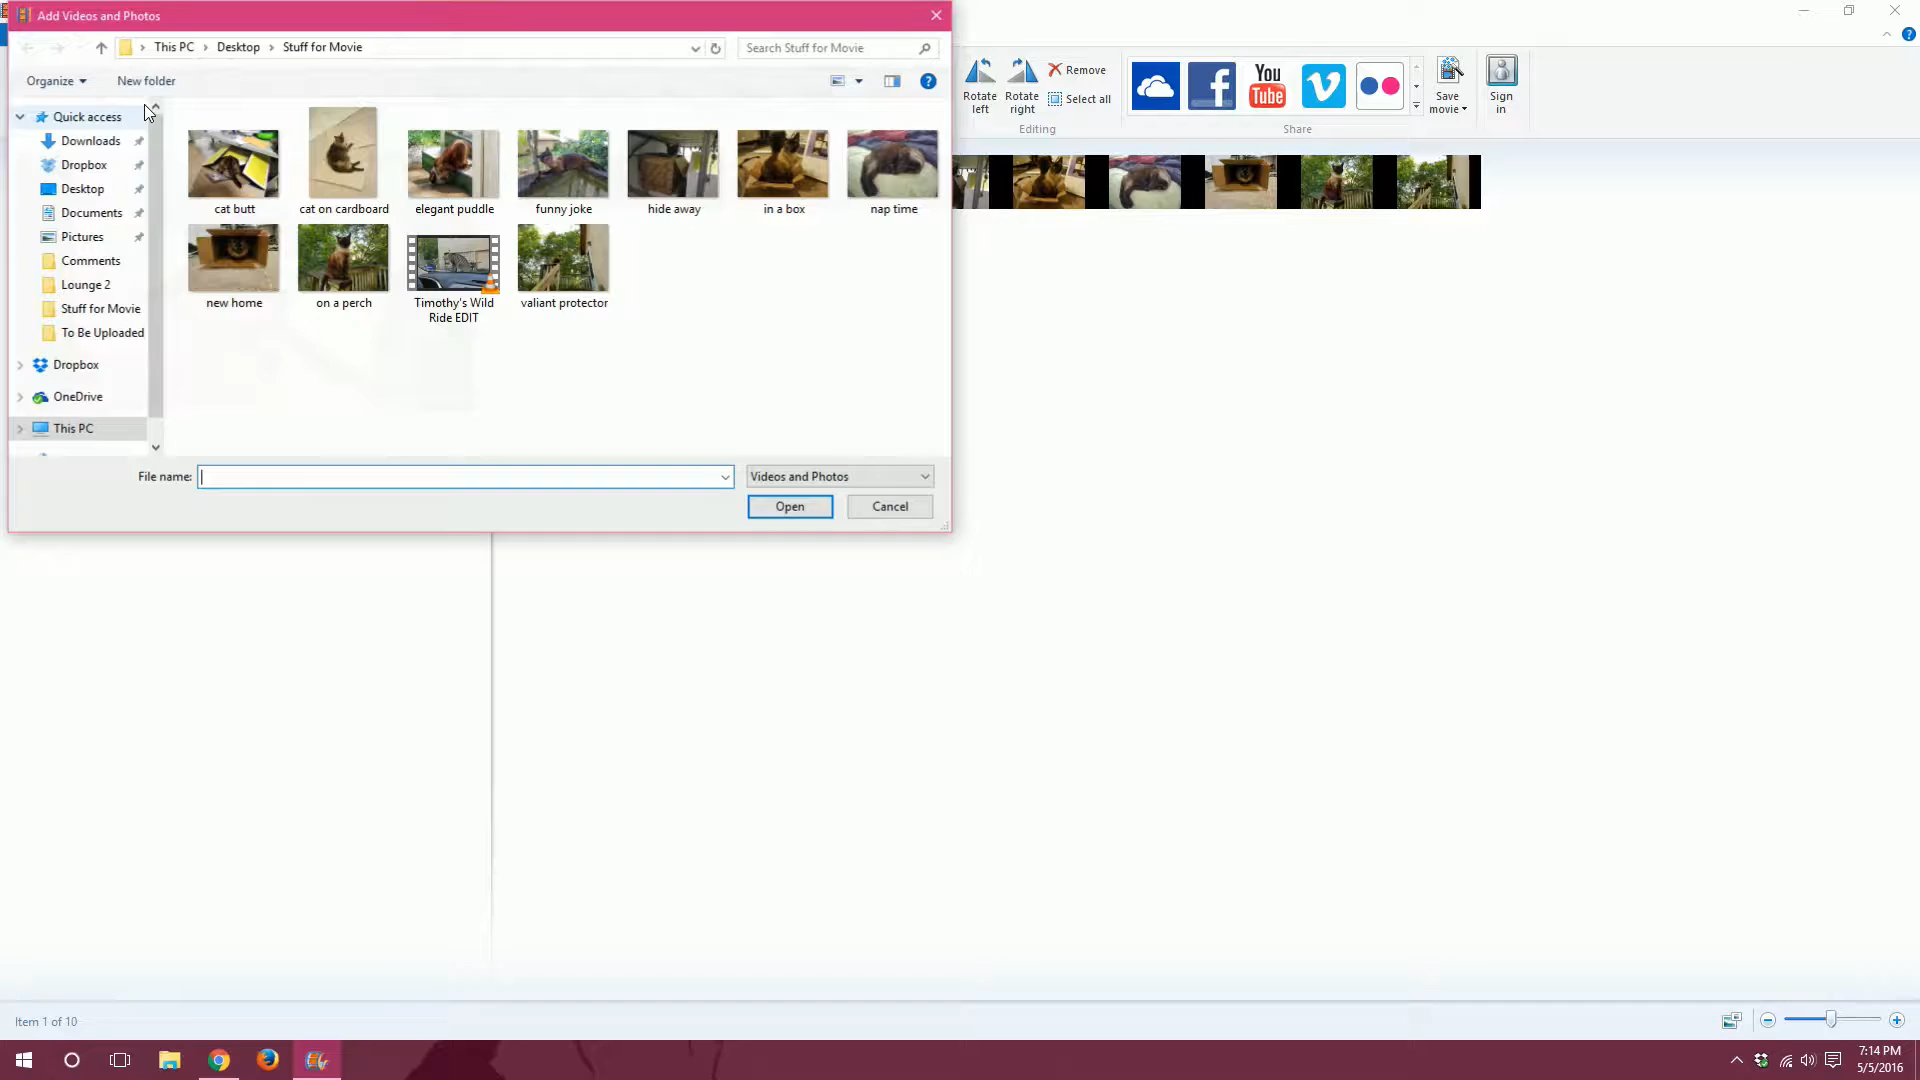 Add Videos and Photos
This PC > Desktop > Stuff for Movie
Search Stuff for Movie
Organize
New folder
Quick access
Downloads
Dropbox
Desktop
Documents
Pictures
Comments
Lounge 2
Stuff for Movie
To Be Uploaded
Dropbox
OneDrive
This PC
cat butt
cat on cardboard
elegant puddle
funny joke
hide away
in a box
nap time
new home
on a perch
Timothy's Wild
Ride EDIT
valiant protector
File name:
Videos and Photos
Open
Cancel
Rotate
left
Rotate
right
Remove
Select all
Editing
You
Tube
Share
Save
movie
Sign
in
Item 1 of 10
7:14 PM
5/5/2016